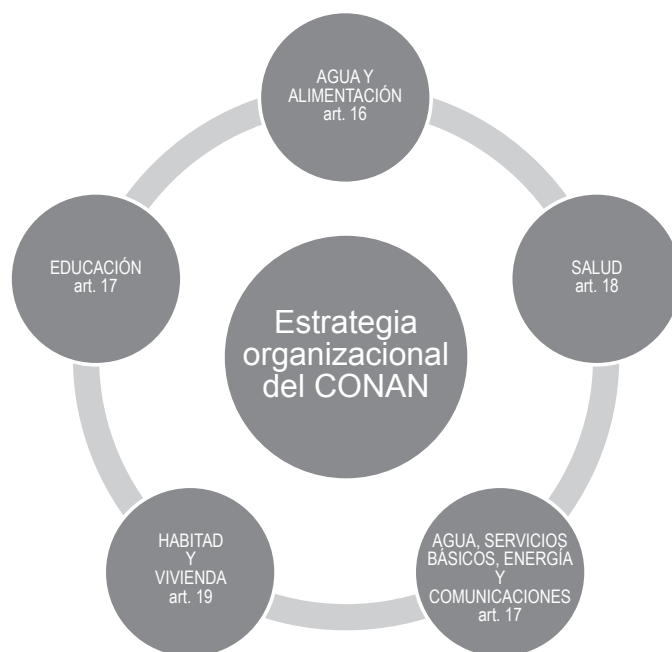 AGUA Y
ALIMENTACIÓN
art. 16
EDUCACIÓN
art. 17
SALUD
art. 18
Estrategia
organizacional
del CONAN
HABITAD
Y
VIVIENDA
art. 19
AGUA, SERVICIOS
BÁSICOS, ENERGÍA
Y
COMUNICACIONES
art. 17